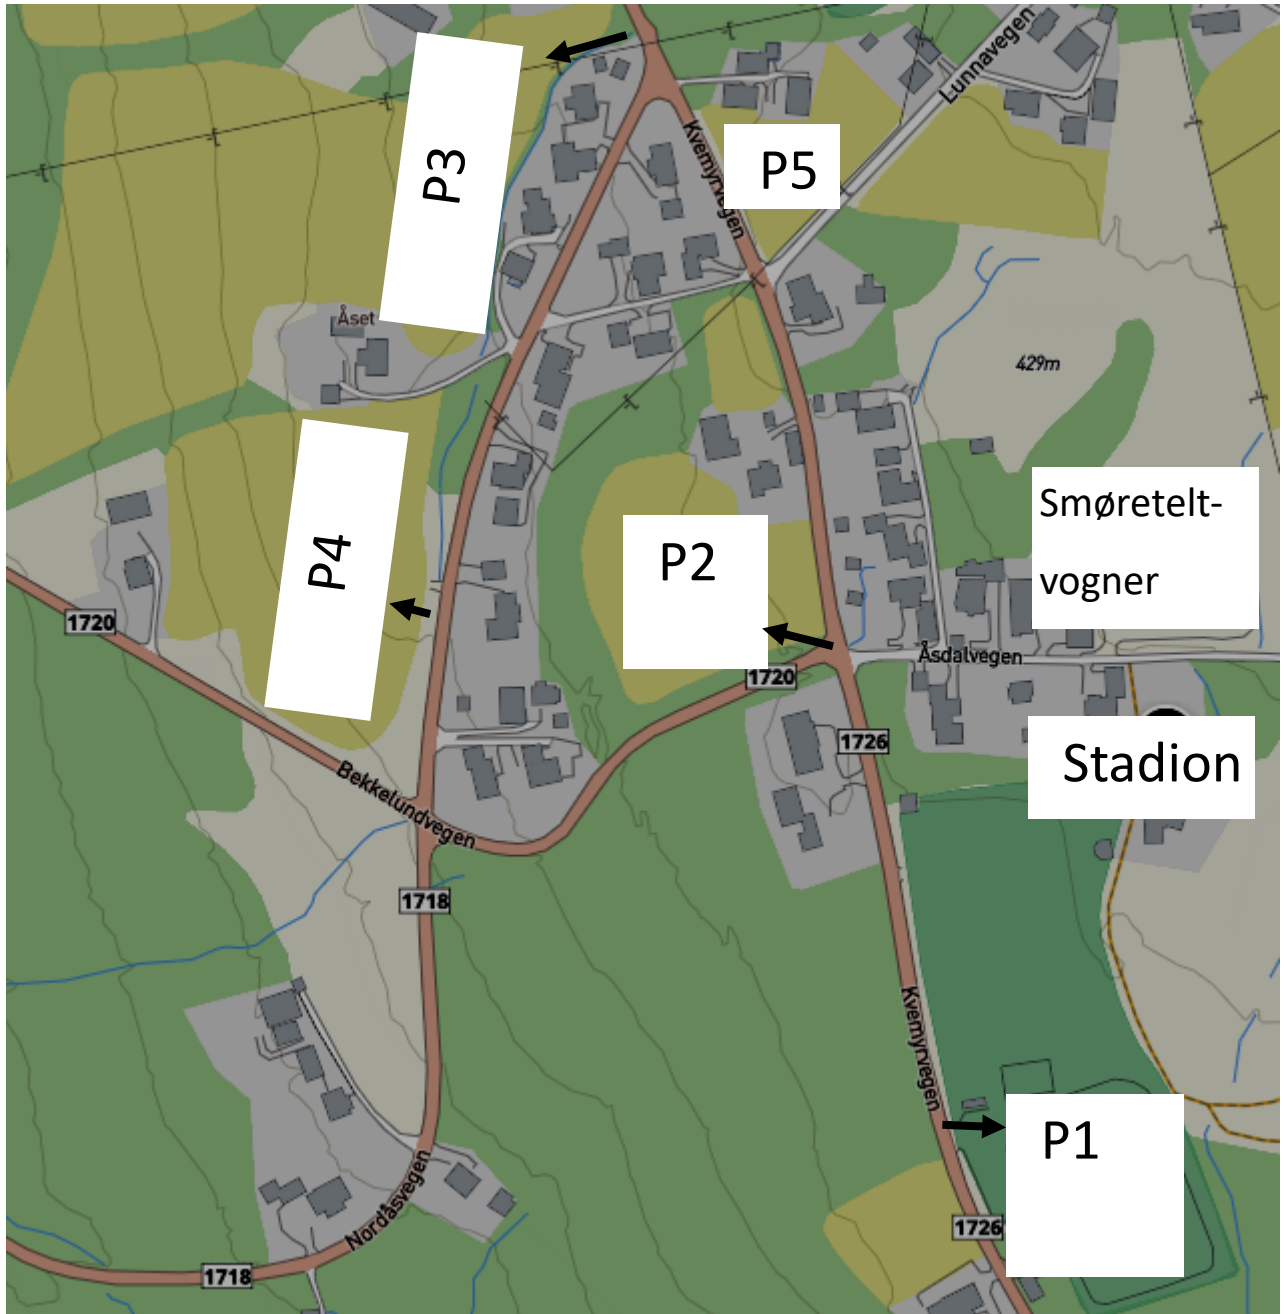 Lunnavegen
P3
Kvemyrvegen
P5
Åset
429m
Smøretelt-
vogner
P4
P2
1720
Åsdalvegen
1720
1726
Stadion
Bekkelundvegen
1718
Kvemyrvegen
P1
Nordåsvegen
1726
1718